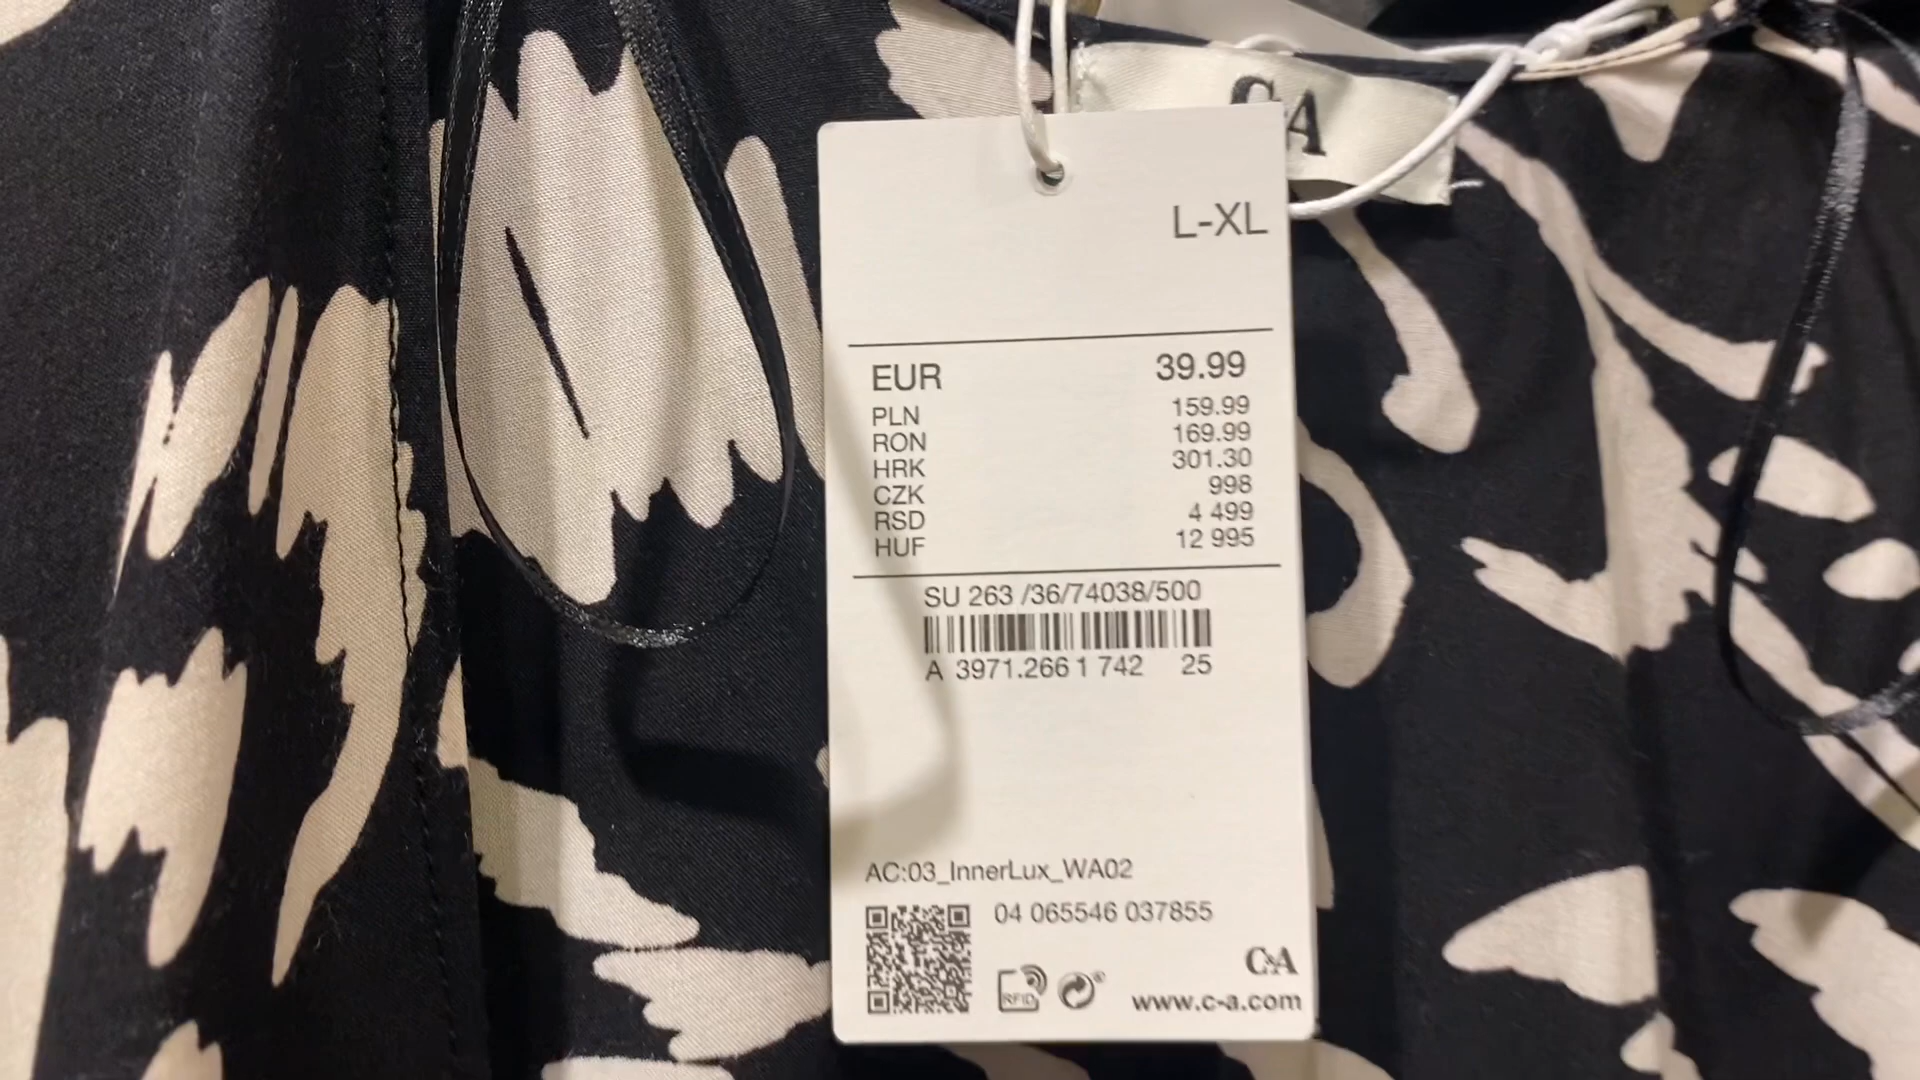 C&A
L-XL
EUR 39.99
PLN 159.99
RON 169.99
HRK 301.30
CZK 998
RSD 4 499
HUF 12 995
SU 263 /36/74038/500
A 3971.266 1 742 25
AC:03_InnerLux_WA02
04 065546 037855
RFID
C&A
www.c-a.com